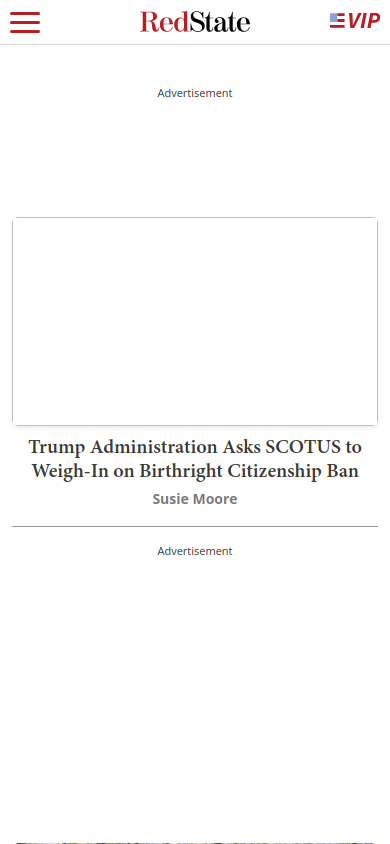 RedState
VIP
Advertisement
Trump Administration Asks SCOTUS to
Weigh-In on Birthright Citizenship Ban
Susie Moore
Advertisement